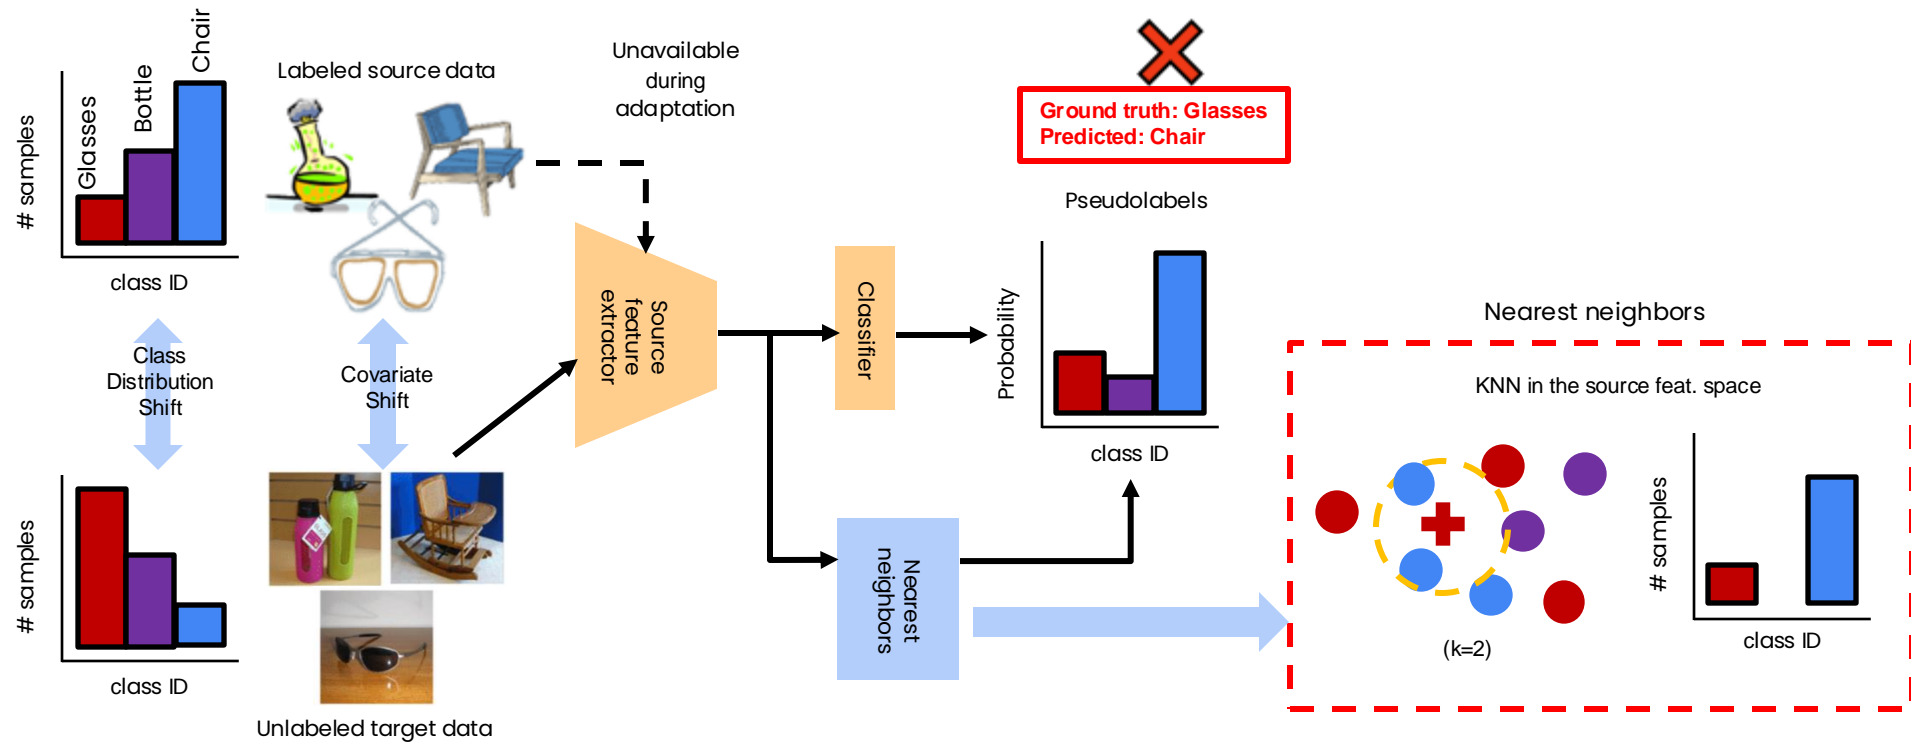 # samples
Glasses
Bottle
Chair
class ID
Labeled source data
Unavailable
during
adaptation
Class
Distribution
Shift
Covariate
Shift
# samples
class ID
Unlabeled target data
Source
feature
extractor
Classifier
Nearest
neighbors
Ground truth: Glasses
Predicted: Chair
Pseudolabels
Probability
class ID
Nearest neighbors
KNN in the source feat. space
(k=2)
# samples
class ID